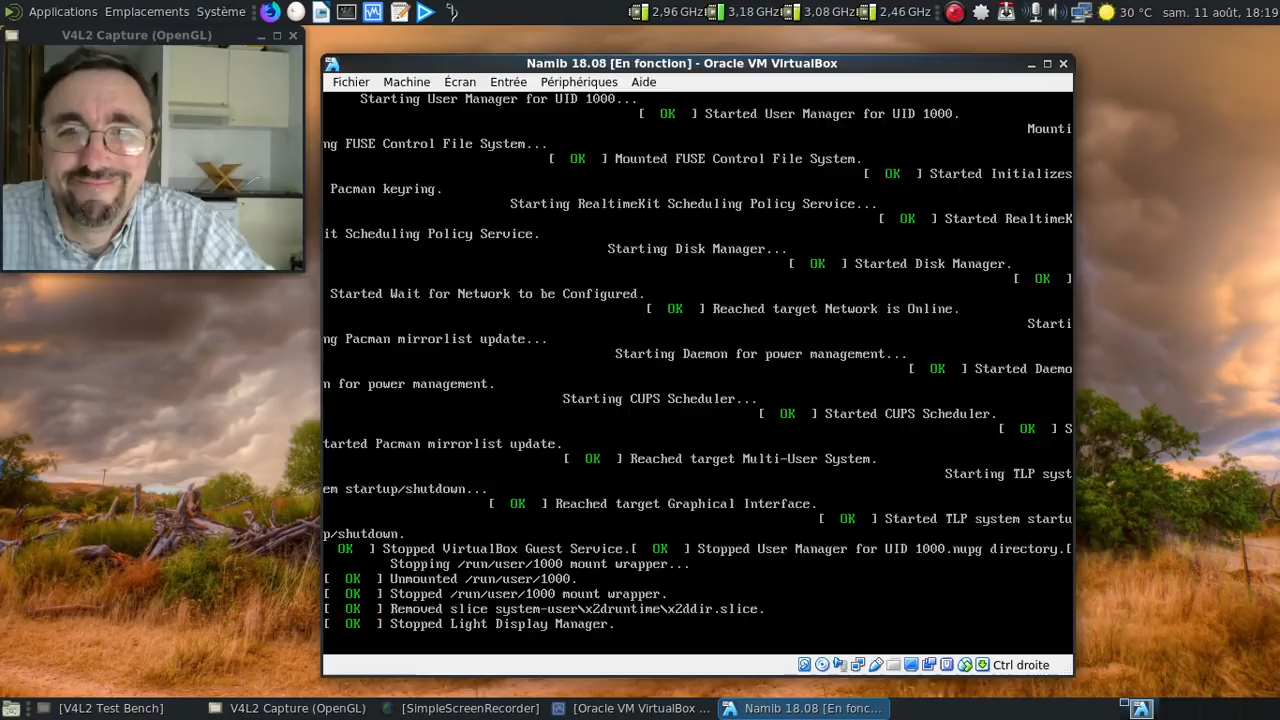 Applications Emplacements Système 2,96 GHz 3,18 GHz 3,08 GHz 2,46 GHz 30 °C sam. 11 août, 18:19
V4L2 Capture (OpenGL)
Namib 18.08 [En fonction] - Oracle VM VirtualBox
Fichier Machine Écran Entrée Périphériques Aide
Starting User Manager for UID 1000...
[ OK ] Started User Manager for UID 1000.
Mounti
ng FUSE Control File System...
[ OK ] Mounted FUSE Control File System.
[ OK ] Started Initializes
Pacman keyring.
Starting RealtimeKit Scheduling Policy Service...
[ OK ] Started RealtimeK
it Scheduling Policy Service.
Starting Disk Manager...
[ OK ] Started Disk Manager.
[ OK ]
Started Wait for Network to be Configured.
[ OK ] Reached target Network is Online.
Starti
ng Pacman mirrorlist update...
Starting Daemon for power management...
[ OK ] Started Daemo
n for power management.
Starting CUPS Scheduler...
[ OK ] Started CUPS Scheduler.
[ OK ] S
tarted Pacman mirrorlist update.
[ OK ] Reached target Multi-User System.
Starting TLP syst
em startup/shutdown...
[ OK ] Reached target Graphical Interface.
[ OK ] Started TLP system startu
p/shutdown.
OK ] Stopped VirtualBox Guest Service.[ OK ] Stopped User Manager for UID 1000.nupg directory.[
Stopping /run/user/1000 mount wrapper...
[ OK ] Unmounted /run/user/1000.
[ OK ] Stopped /run/user/1000 mount wrapper.
[ OK ] Removed slice system-user\x2druntime\x2ddir.slice.
[ OK ] Stopped Light Display Manager.
Ctrl droite
[V4L2 Test Bench] V4L2 Capture (OpenGL) [SimpleScreenRecorder] [Oracle VM VirtualBox ... Namib 18.08 [En fonc...